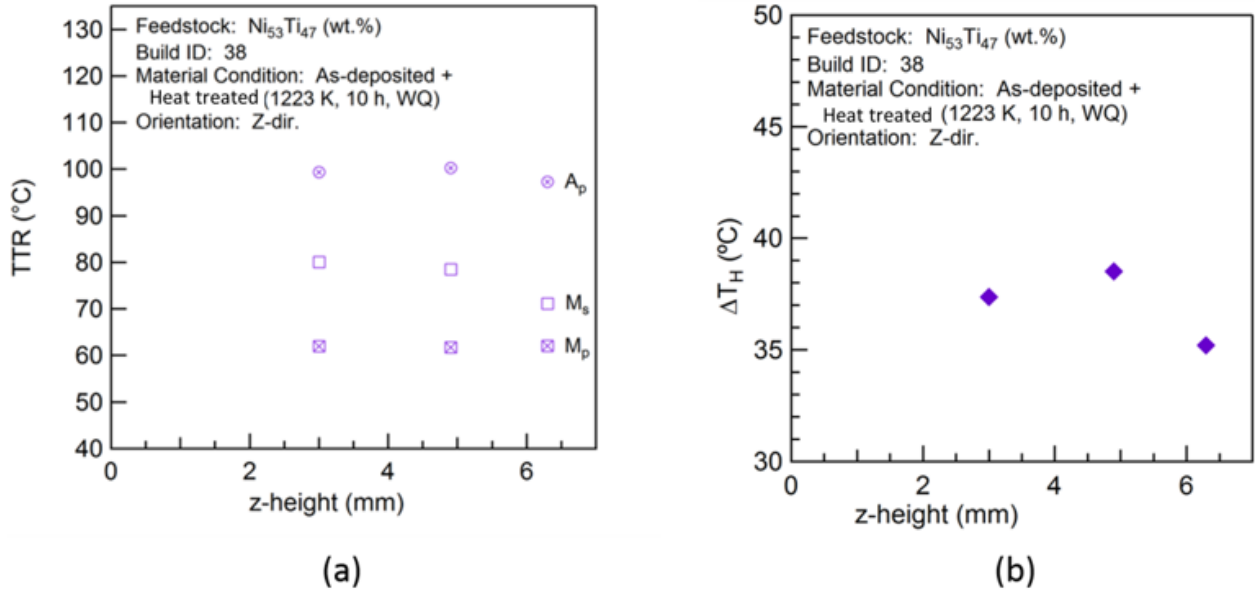 130
120
110
100
90
80
70
60
50
40
TTR (°C)
Feedstock: Ni₅₃Ti₄₇ (wt.%)
Build ID: 38
Material Condition: As-deposited +
Heat treated (1223 K, 10 h, WQ)
Orientation: Z-dir.
Aₚ
Mₛ
Mₚ
0 2 4 6
z-height (mm)
(a)
50
45
40
35
30
ΔT_H (ºC)
Feedstock: Ni₅₃Ti₄₇ (wt.%)
Build ID: 38
Material Condition: As-deposited +
Heat treated (1223 K, 10 h, WQ)
Orientation: Z-dir.
0 2 4 6
z-height (mm)
(b)